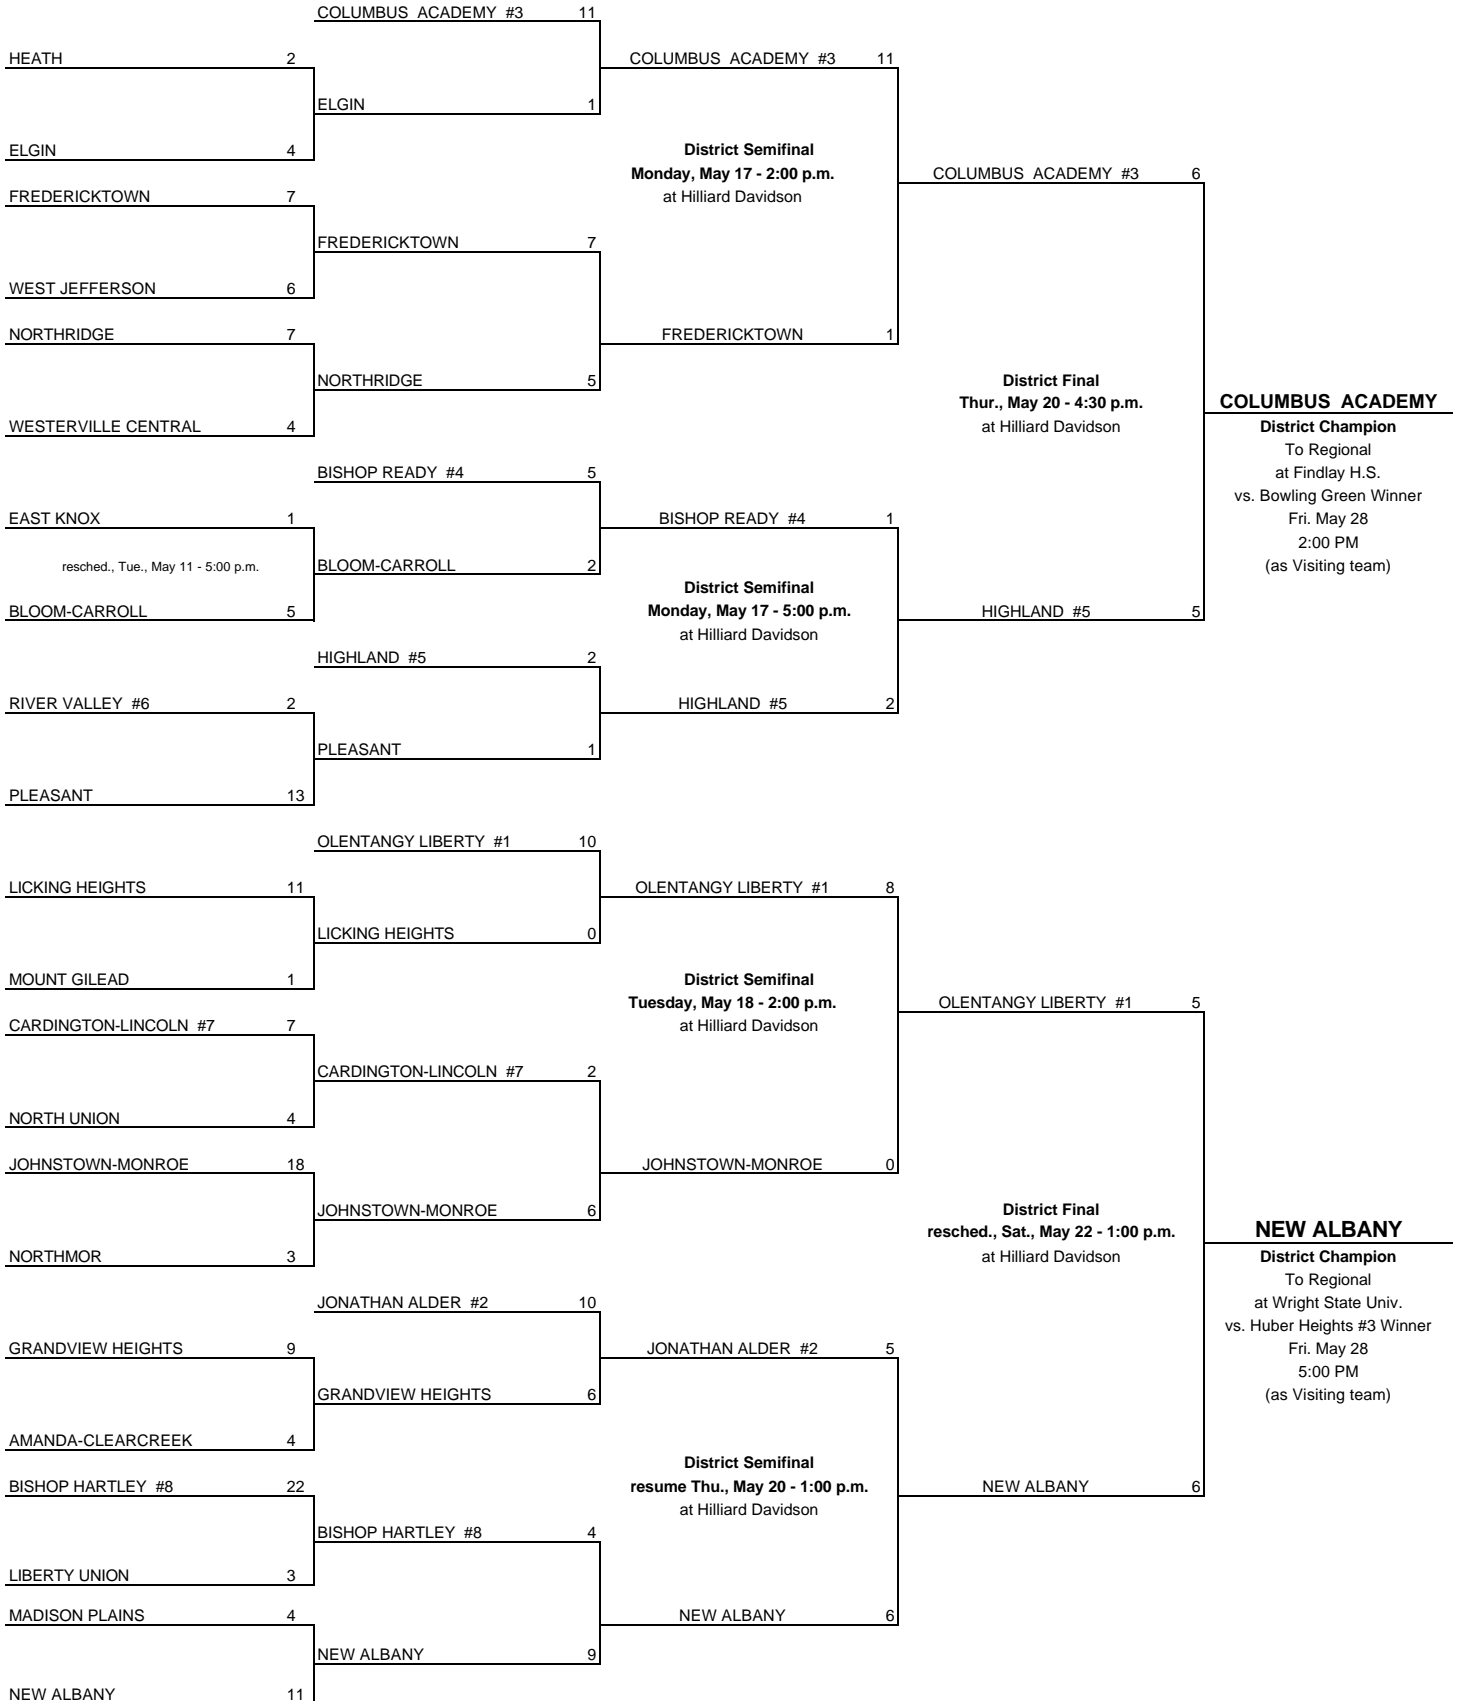 COLUMBUS  ACADEMY  #3 11
HEATH 2 COLUMBUS  ACADEMY  #3 11
ELGIN 1
ELGIN 4 District Semifinal
Monday, May 17 - 2:00 p.m. COLUMBUS  ACADEMY  #3 6
FREDERICKTOWN 7 at Hilliard Davidson
FREDERICKTOWN 7
WEST JEFFERSON 6
NORTHRIDGE 7 FREDERICKTOWN 1
NORTHRIDGE 5 District Final
Thur., May 20 - 4:30 p.m. COLUMBUS  ACADEMY
WESTERVILLE CENTRAL 4 at Hilliard Davidson District Champion
To Regional
BISHOP READY  #4 5 at Findlay H.S.
vs. Bowling Green Winner
EAST KNOX 1 BISHOP READY  #4 1 Fri. May 28
2:00 PM
resched., Tue., May 11 - 5:00 p.m. BLOOM-CARROLL 2 (as Visiting team)
District Semifinal
BLOOM-CARROLL 5 Monday, May 17 - 5:00 p.m. HIGHLAND  #5 5
at Hilliard Davidson
HIGHLAND  #5 2
RIVER VALLEY  #6 2 HIGHLAND  #5 2
PLEASANT 1
PLEASANT 13
OLENTANGY LIBERTY  #1 10
LICKING HEIGHTS 11 OLENTANGY LIBERTY  #1 8
LICKING HEIGHTS 0
MOUNT GILEAD 1 District Semifinal
Tuesday, May 18 - 2:00 p.m. OLENTANGY LIBERTY  #1 5
CARDINGTON-LINCOLN  #7 7 at Hilliard Davidson
CARDINGTON-LINCOLN  #7 2
NORTH UNION 4
JOHNSTOWN-MONROE 18 JOHNSTOWN-MONROE 0
JOHNSTOWN-MONROE 6 District Final
resched., Sat., May 22 - 1:00 p.m. NEW ALBANY
NORTHMOR 3 at Hilliard Davidson District Champion
To Regional
JONATHAN ALDER  #2 10 at Wright State Univ.
vs. Huber Heights #3 Winner
GRANDVIEW HEIGHTS 9 JONATHAN ALDER  #2 5 Fri. May 28
5:00 PM
GRANDVIEW HEIGHTS 6 (as Visiting team)
AMANDA-CLEARCREEK 4
District Semifinal
BISHOP HARTLEY  #8 22 resume Thu., May 20 - 1:00 p.m. NEW ALBANY 6
at Hilliard Davidson
BISHOP HARTLEY  #8 4
LIBERTY UNION 3
MADISON PLAINS 4 NEW ALBANY 6
NEW ALBANY 9
NEW ALBANY 11